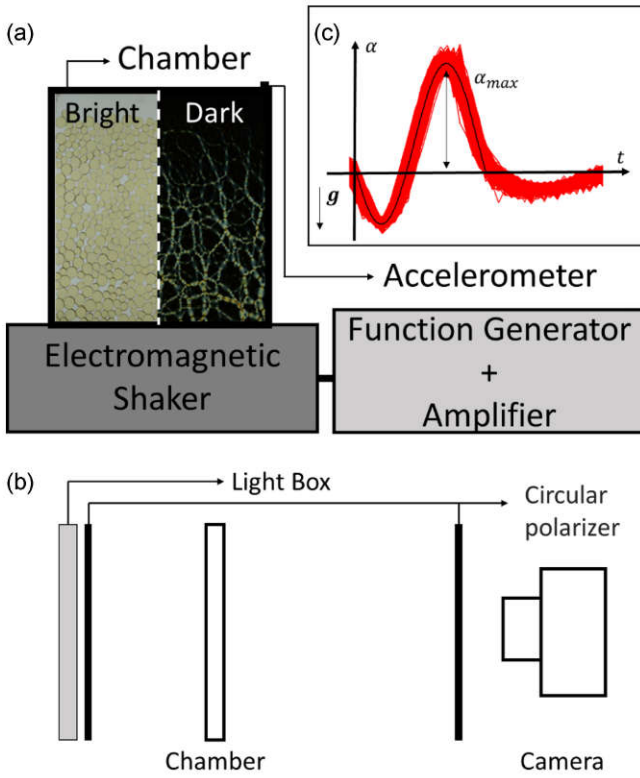 (a)
Chamber
Bright
Dark
Electromagnetic
Shaker
(c)
α
α_max
t
g
Accelerometer
Function Generator
+
Amplifier
(b)
Light Box
Circular
polarizer
Chamber
Camera